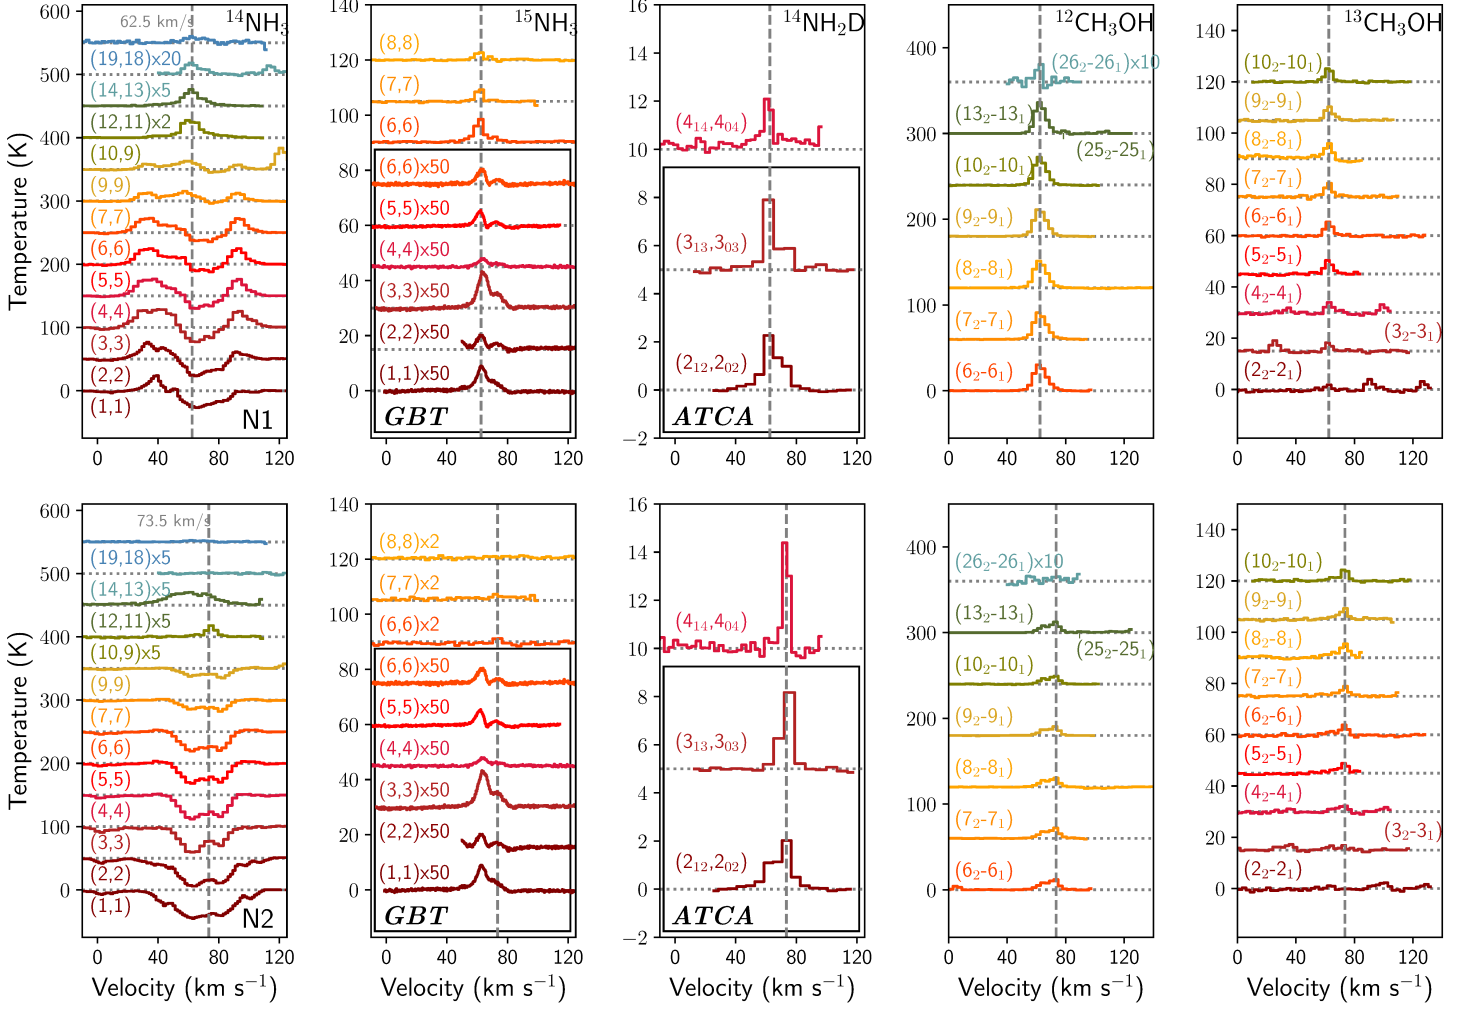 62.5 km/s
¹⁴NH₃
600
500
400
300
200
100
0
Temperature (K)
(19,18)x20
(14,13)x5
(12,11)x2
(10,9)
(9,9)
(7,7)
(6,6)
(5,5)
(4,4)
(3,3)
(2,2)
(1,1)
N1
0 40 80 120
¹⁵NH₃
140
120
100
80
60
40
20
0
(8,8)
(7,7)
(6,6)
(6,6)x50
(5,5)x50
(4,4)x50
(3,3)x50
(2,2)x50
(1,1)x50
GBT
0 40 80 120
¹⁴NH₂D
16
14
12
10
8
6
4
2
0
−2
(4₁₄,4₀₄)
(3₁₃,3₀₃)
(2₁₂,2₀₂)
ATCA
0 40 80 120
¹²CH₃OH
400
300
200
100
0
(26₂-26₁)x10
(13₂-13₁)
(25₂-25₁)
(10₂-10₁)
(9₂-9₁)
(8₂-8₁)
(7₂-7₁)
(6₂-6₁)
0 40 80 120
¹³CH₃OH
140
120
100
80
60
40
20
0
(10₂-10₁)
(9₂-9₁)
(8₂-8₁)
(7₂-7₁)
(6₂-6₁)
(5₂-5₁)
(4₂-4₁)
(3₂-3₁)
(2₂-2₁)
0 40 80 120
73.5 km/s
600
500
400
300
200
100
0
Temperature (K)
(19,18)x5
(14,13)x5
(12,11)x5
(10,9)x5
(9,9)
(7,7)
(6,6)
(5,5)
(4,4)
(3,3)
(2,2)
(1,1)
N2
0 40 80 120
Velocity (km s⁻¹)
140
120
100
80
60
40
20
0
(8,8)x2
(7,7)x2
(6,6)x2
(6,6)x50
(5,5)x50
(4,4)x50
(3,3)x50
(2,2)x50
(1,1)x50
GBT
0 40 80 120
Velocity (km s⁻¹)
16
14
12
10
8
6
4
2
0
−2
(4₁₄,4₀₄)
(3₁₃,3₀₃)
(2₁₂,2₀₂)
ATCA
0 40 80 120
Velocity (km s⁻¹)
400
300
200
100
0
(26₂-26₁)x10
(13₂-13₁)
(25₂-25₁)
(10₂-10₁)
(9₂-9₁)
(8₂-8₁)
(7₂-7₁)
(6₂-6₁)
0 40 80 120
Velocity (km s⁻¹)
140
120
100
80
60
40
20
0
(10₂-10₁)
(9₂-9₁)
(8₂-8₁)
(7₂-7₁)
(6₂-6₁)
(5₂-5₁)
(4₂-4₁)
(3₂-3₁)
(2₂-2₁)
0 40 80 120
Velocity (km s⁻¹)